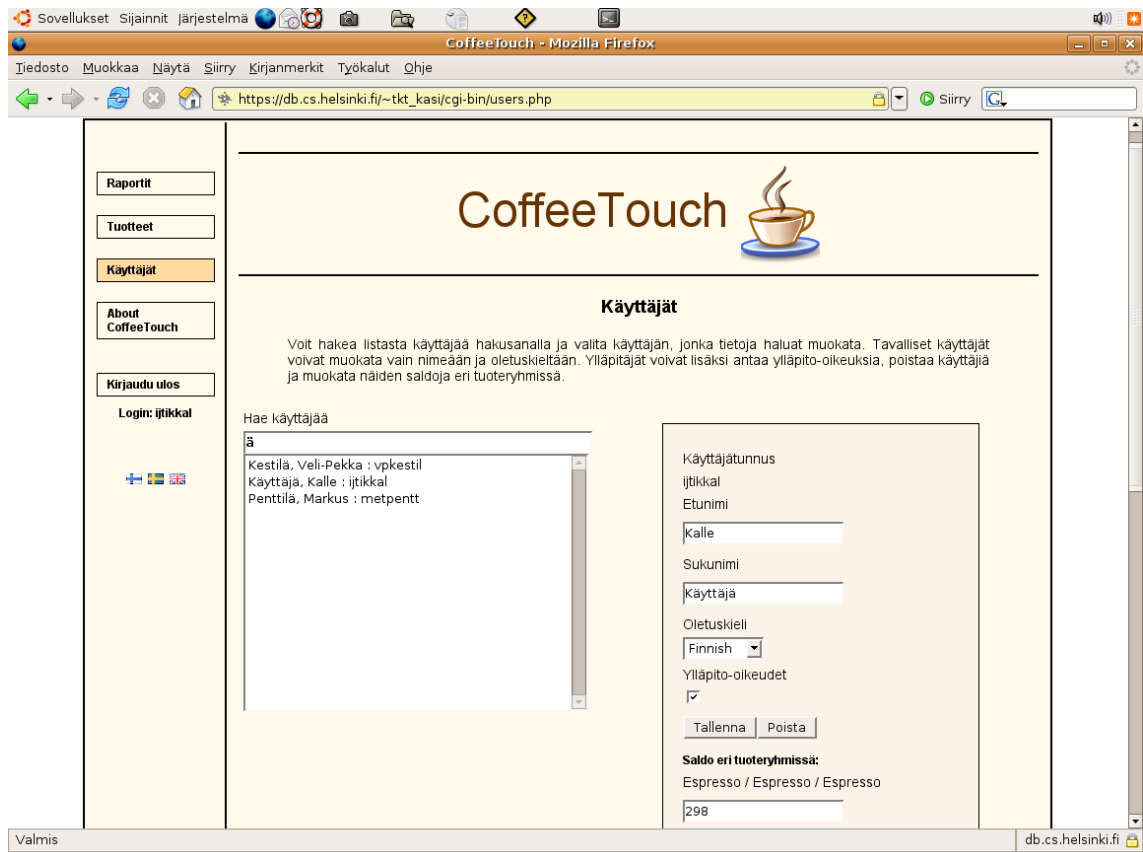 Sovellukset Sijainnit Järjestelmä
CoffeeTouch - Mozilla Firefox
Tiedosto Muokkaa Näytä Siirry Kirjanmerkit Työkalut Ohje
https://db.cs.helsinki.fi/~tkt_kasi/cgi-bin/users.php
Siirry
G
Raportit
Tuotteet
Käyttäjät
About
CoffeeTouch
Kirjaudu ulos
Login: ijtikkal
CoffeeTouch
Käyttäjät
Voit hakea listasta käyttäjää hakusanalla ja valita käyttäjän, jonka tietoja haluat muokata. Tavalliset käyttäjät
voivat muokata vain nimeään ja oletuskieltään. Ylläpitäjät voivat lisäksi antaa ylläpito-oikeuksia, poistaa käyttäjiä
ja muokata näiden saldoja eri tuoteryhmissä.
Hae käyttäjää
ä
Kestilä, Veli-Pekka : vpkestil
Käyttäjä, Kalle : ijtikkal
Penttilä, Markus : metpentt
Käyttäjätunnus
ijtikkal
Etunimi
Kalle
Sukunimi
Käyttäjä
Oletuskieli
Finnish
Ylläpito-oikeudet
Tallenna Poista
Saldo eri tuoteryhmissä:
Espresso / Espresso / Espresso
298
Valmis
db.cs.helsinki.fi